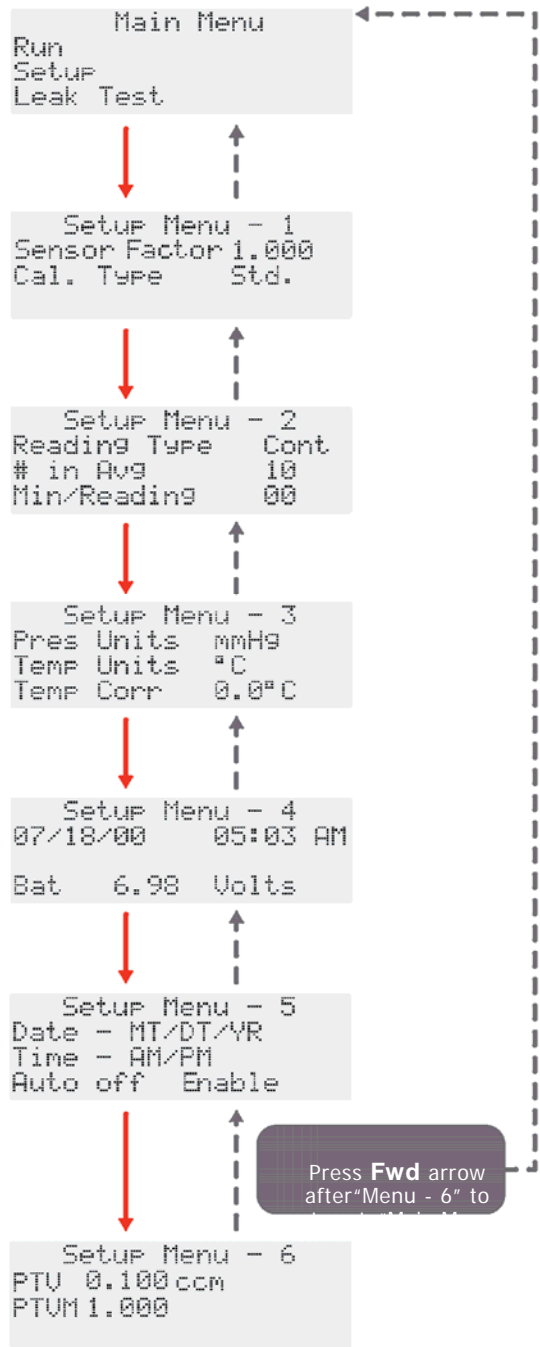 Main Menu
Run
Setup
Leak Test
Setup Menu - 1
Sensor Factor 1.000
Cal. Type Std.
Setup Menu - 2
Reading Type Cont
# in Avg 10
Min/Reading 00
Setup Menu - 3
Pres Units mmHg
Temp Units °C
Temp Corr 0.0°C
Setup Menu - 4
07/18/00 05:03 AM
Bat 6.98 Volts
Setup Menu - 5
Date - MT/DT/YR
Time - AM/PM
Auto off Enable
Press Fwd arrow
after"Menu - 6" to
Setup Menu - 6
PTV 0.100 ccm
PTVM 1.000